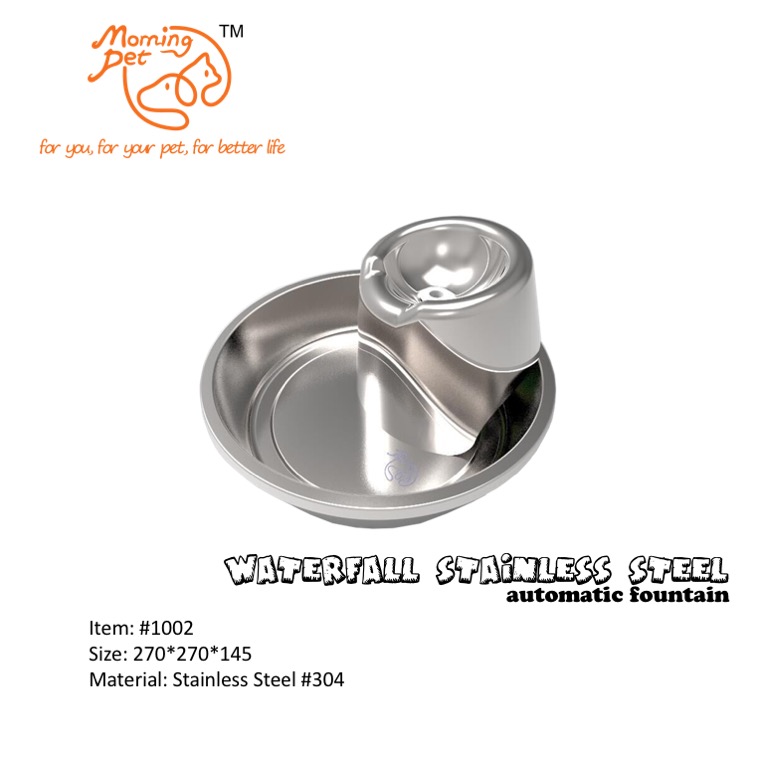 Morning
Pet
TM
for you, for your pet, for better life
WATERFALL STAiNLESS STEEL
automatic fountain
Item: #1002
Size: 270*270*145
Material: Stainless Steel #304